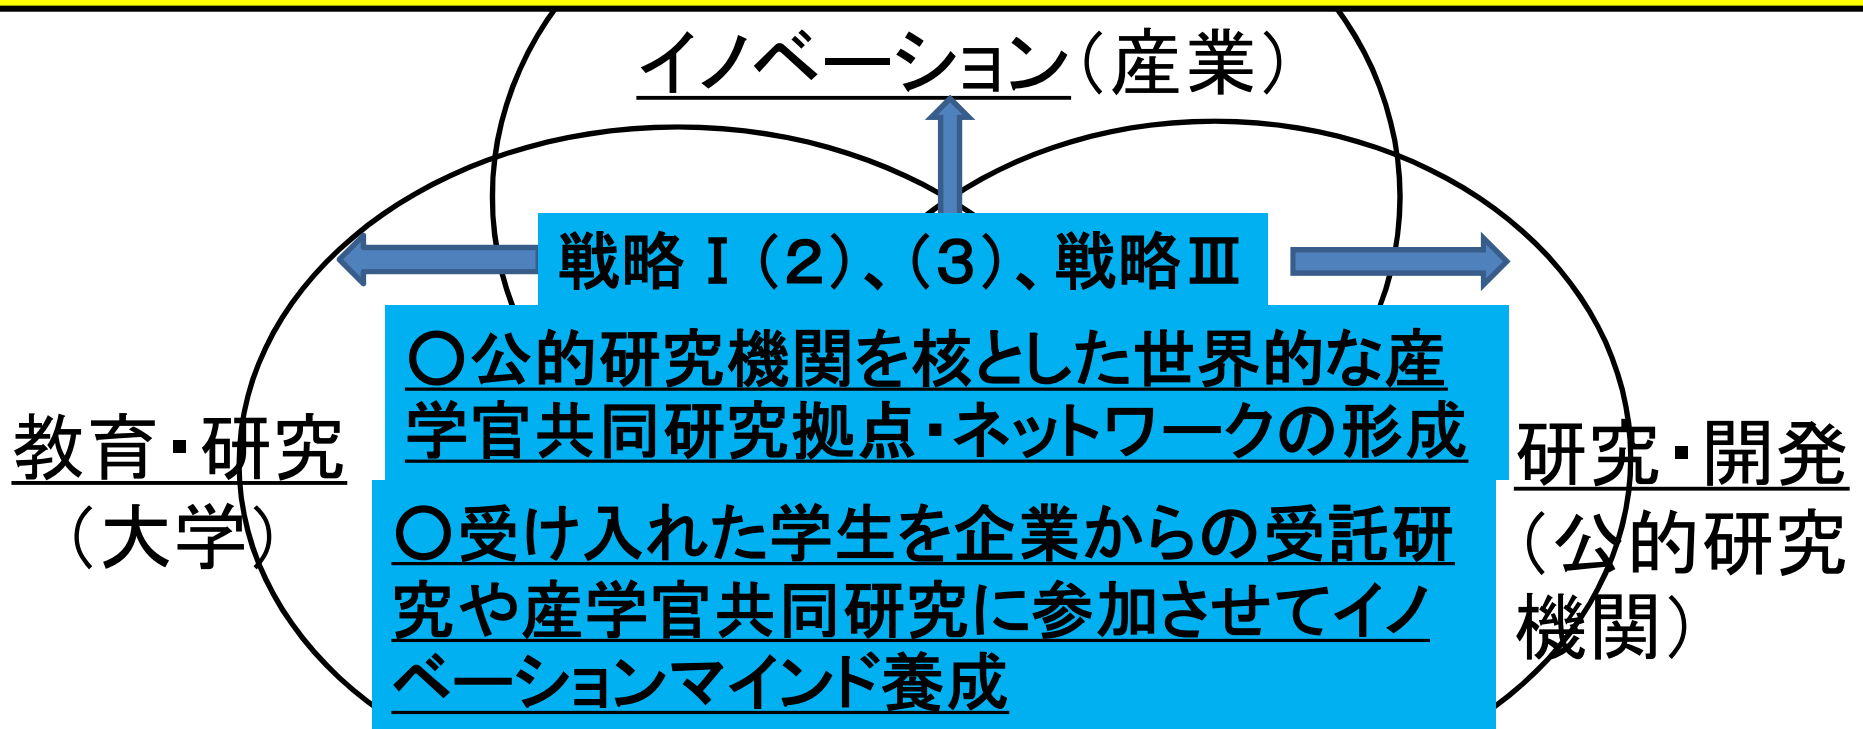 イノベーション（産業）
戦略Ⅰ（２）、（３）、戦略Ⅲ
○公的研究機関を核とした世界的な産
学官共同研究拠点・ネットワークの形成
教育・研究
（大学）
研究・開発
（公的研究
機関）
○受け入れた学生を企業からの受託研
究や産学官共同研究に参加させてイノ
ベーションマインド養成